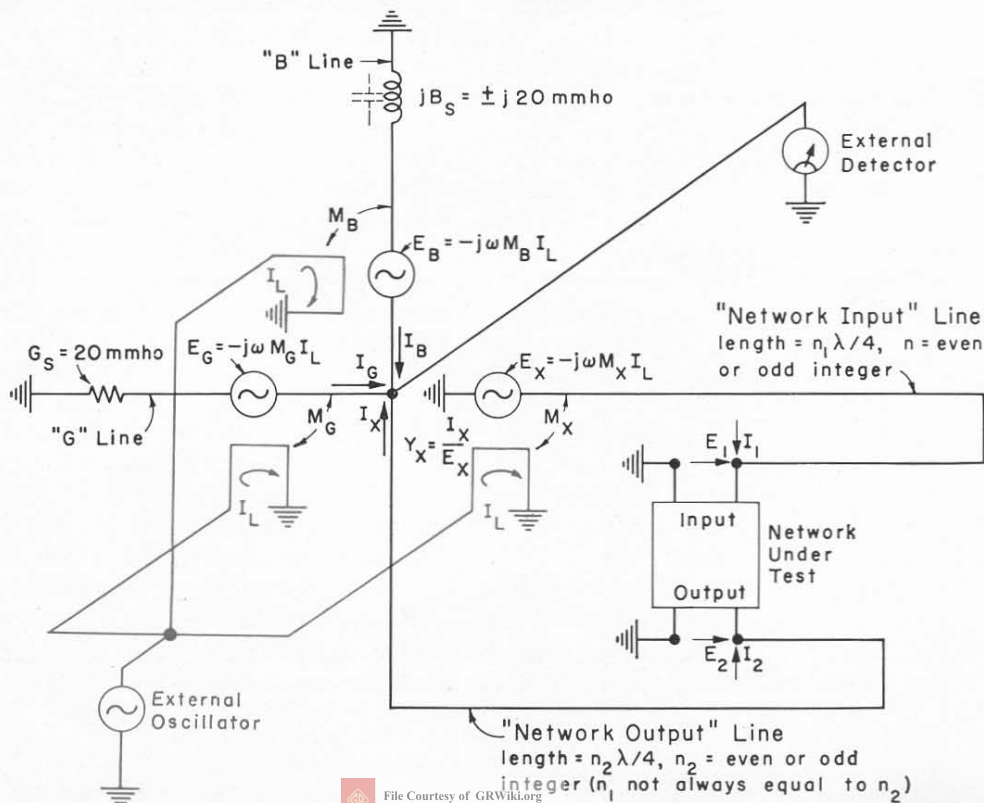 "B" Line
jB_S = ± j20 mmho
External
Detector
M_B
E_B = -jωM_B I_L
I_L
"Network Input" Line
length = n_1 λ/4, n = even
or odd integer
G_S = 20 mmho
E_G = -jωM_G I_L
I_G
I_B
E_X = -jωM_X I_L
"G" Line
M_G
I_X
Y_X = I_X/E_X
M_X
I_L
I_L
E_1
I_1
Input
Network
Under
Test
Output
E_2
I_2
External
Oscillator
"Network Output" Line
length = n_2 λ/4, n_2 = even or odd
integer (n_1 not always equal to n_2)
File Courtesy of GRWiki.org